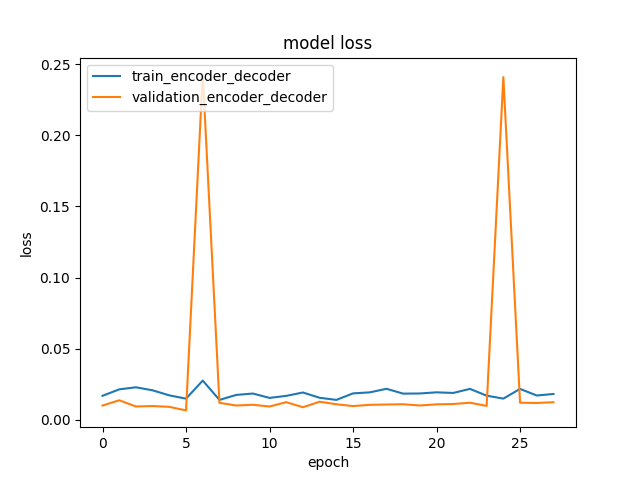 model loss
train_encoder_decoder
validation_encoder_decoder
0.25
0.20
0.15
0.10
0.05
0.00
loss
0 5 10 15 20 25
epoch